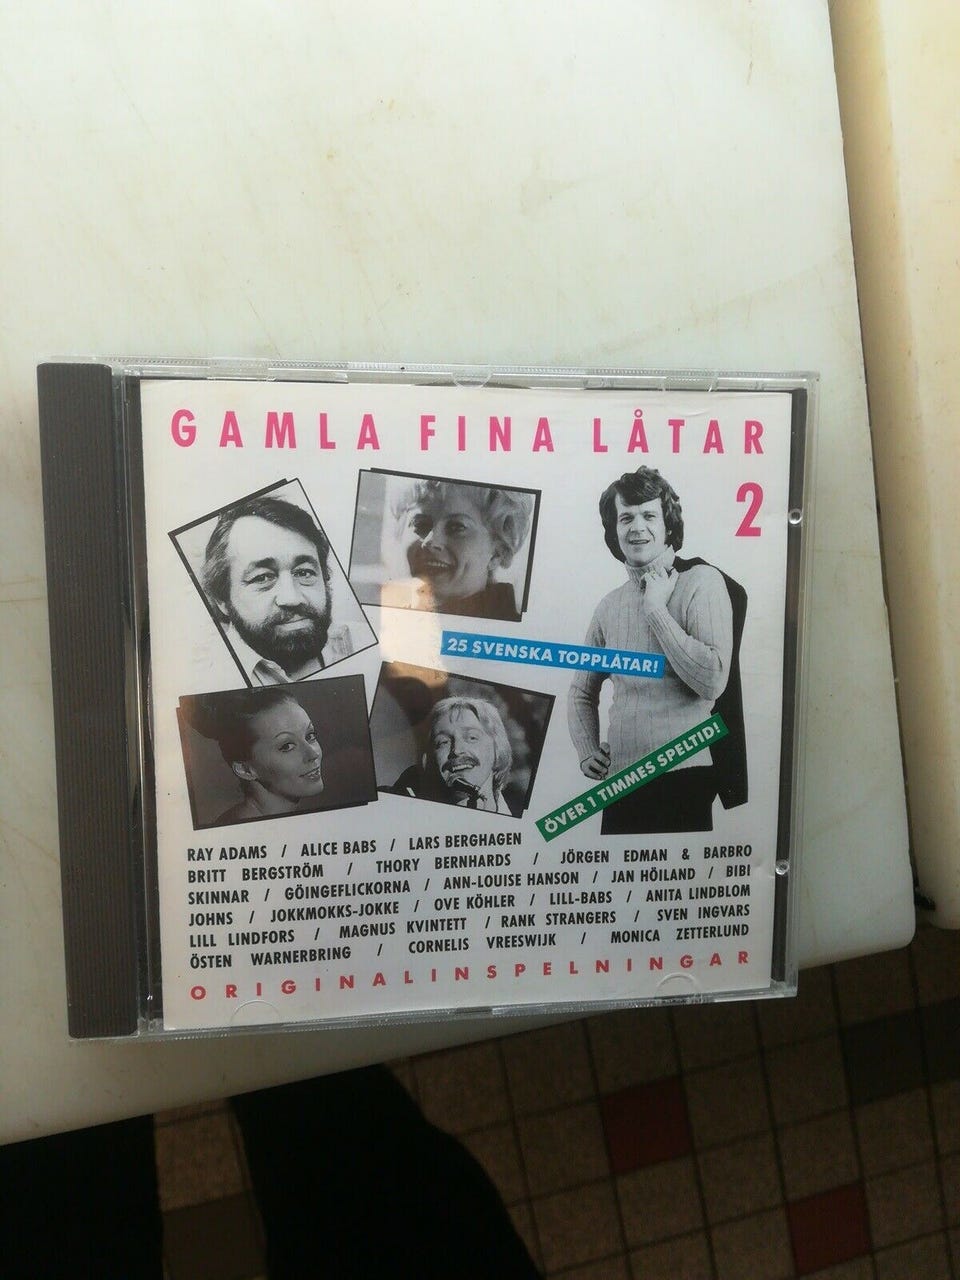 GAMLA FINA LÅTAR
2
25 SVENSKA TOPPLÅTAR!
ÖVER 1 TIMMES SPELTID!
RAY ADAMS / ALICE BABS / LARS BERGHAGEN
BRITT BERGSTRÖM / THORY BERNHARDS / JÖRGEN EDMAN & BARBRO
SKINNAR / GÖINGEFLICKORNA / ANN-LOUISE HANSON / JAN HÖILAND / BIBI
JOHNS / JOKKMOKKS-JOKKE / OVE KÖHLER / LILL-BABS / ANITA LINDBLOM
LILL LINDFORS / MAGNUS KVINTETT / RANK STRANGERS / SVEN INGVARS
ÖSTEN WARNERBRING / CORNELIS VREESWIJK / MONICA ZETTERLUND
ORIGINALINSPELNINGAR